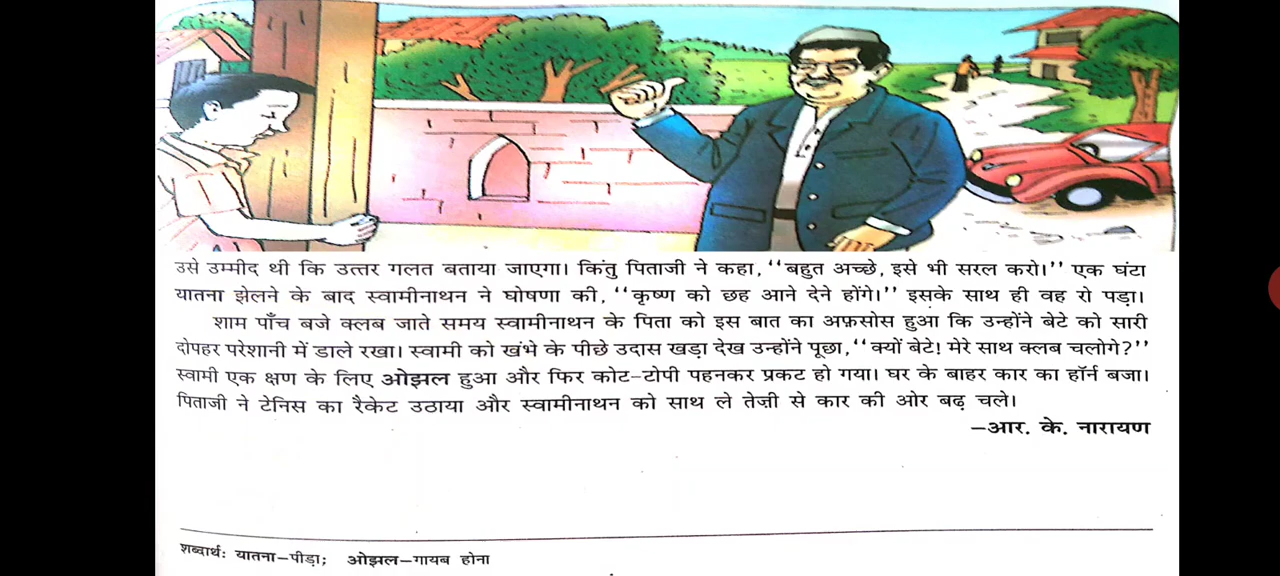 उसे उम्मीद थी कि उत्तर गलत बताया जाएगा। किंतु पिताजी ने कहा, ‘‘बहुत अच्छे, इसे भी सरल करो।’’ एक घंटा
यातना झेलने के बाद स्वामीनाथन ने घोषणा की, ‘‘कृष्ण को छह आने देने होंगे।’’ इसके साथ ही वह रो पड़ा।
शाम पाँच बजे क्लब जाते समय स्वामीनाथन के पिता को इस बात का अफ़सोस हुआ कि उन्होंने बेटे को सारी
दोपहर परेशानी में डाले रखा। स्वामी को खंभे के पीछे उदास खड़ा देख उन्होंने पूछा, ‘‘क्यों बेटे! मेरे साथ क्लब चलोगे?’’
स्वामी एक क्षण के लिए ओझल हुआ और फिर कोट-टोपी पहनकर प्रकट हो गया। घर के बाहर कार का हॉर्न बजा।
पिताजी ने टेनिस का रैकेट उठाया और स्वामीनाथन को साथ ले तेज़ी से कार की ओर बढ़ चले।
–आर. के. नारायण
शब्दार्थः यातना–पीड़ा; ओझल–गायब होना